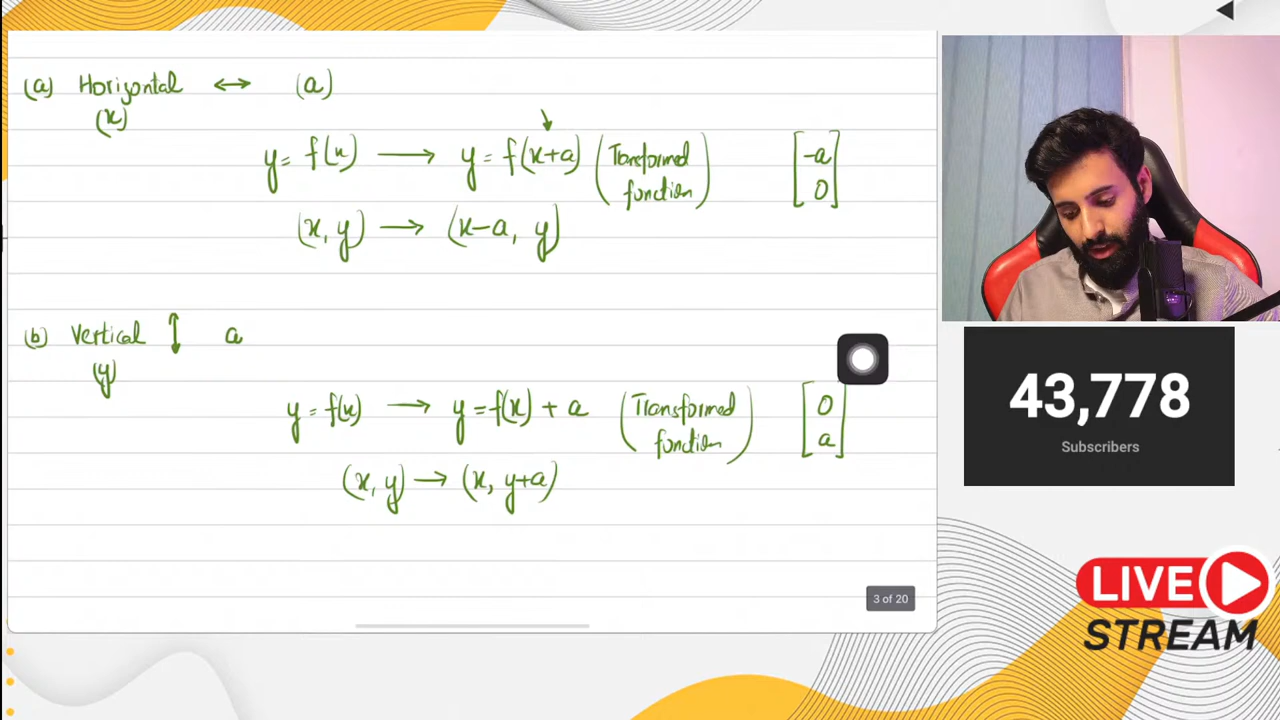 (a) Horizontal ↔ (a)
(x)
y = f(x) → y = f(x+a) (Transformed function) [-a 0]
(x, y) → (x-a, y)
(b) Vertical ↕ a
(y)
y = f(x) → y = f(x) + a (Transformed function) [0 a]
(x, y) → (x, y+a)
3 of 20
43,778
Subscribers
LIVE
STREAM